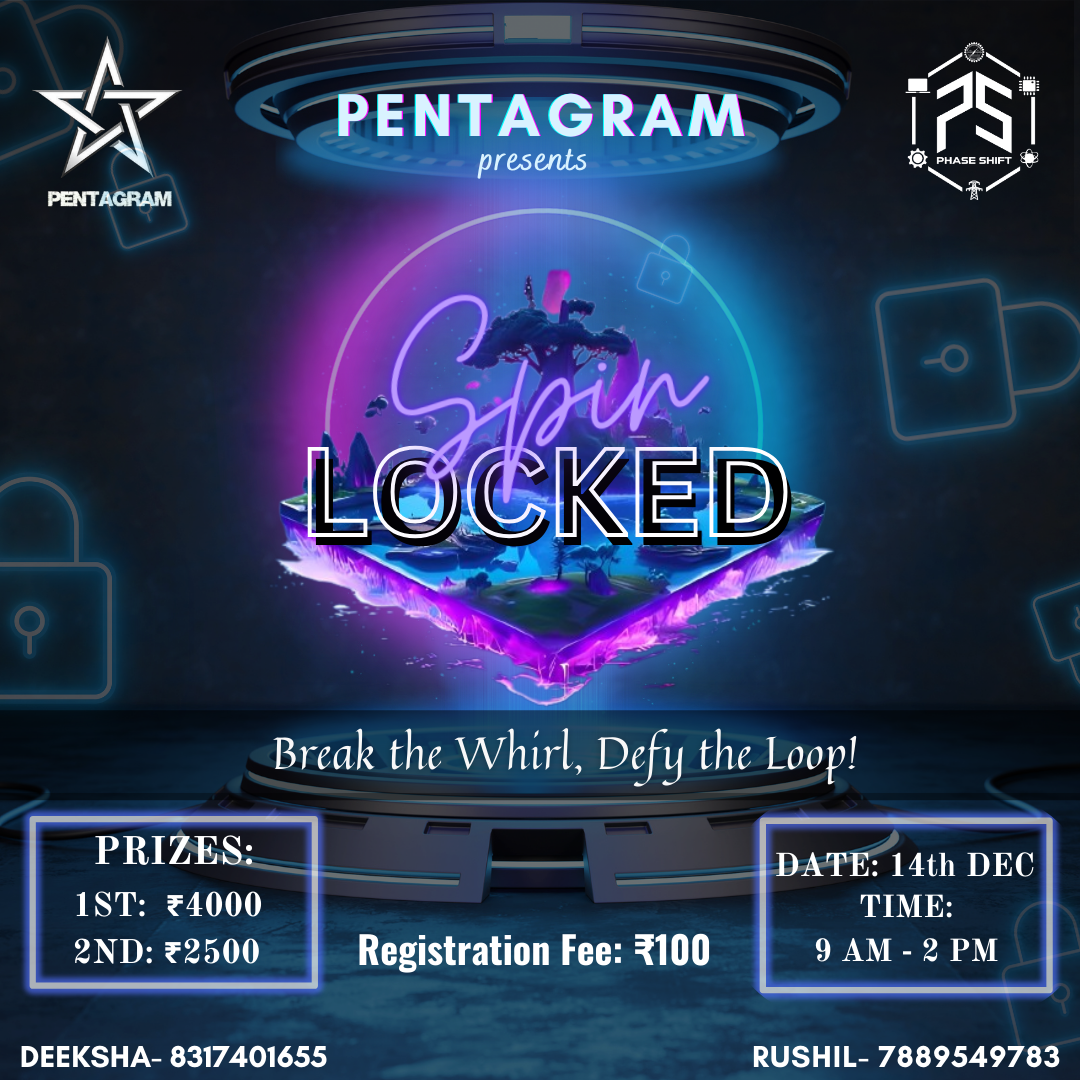 PENTAGRAM
presents
PENTAGRAM
PS
PHASE SHIFT
Spin
LOCKED
Break the Whirl, Defy the Loop!
PRIZES:
1ST: ₹4000
2ND: ₹2500
Registration Fee: ₹100
DATE: 14th DEC
TIME:
9 AM - 2 PM
DEEKSHA- 8317401655
RUSHIL- 7889549783